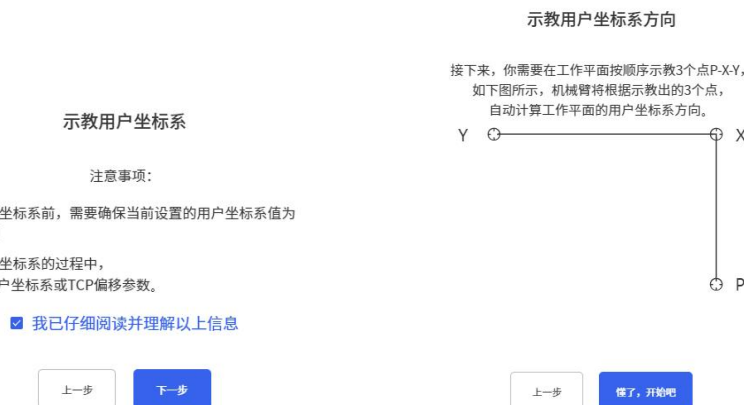 示教用户坐标系
注意事项：
坐标系前，需要确保当前设置的用户坐标系值为
坐标系的过程中，
户坐标系或TCP偏移参数。
我已仔细阅读并理解以上信息
上一步
下一步
示教用户坐标系方向
接下来，你需要在工作平面按顺序示教3个点P-X-Y，
如下图所示，机械臂将根据示教出的3个点，
自动计算工作平面的用户坐标系方向。
Y
X
P
上一步
懂了，开始吧